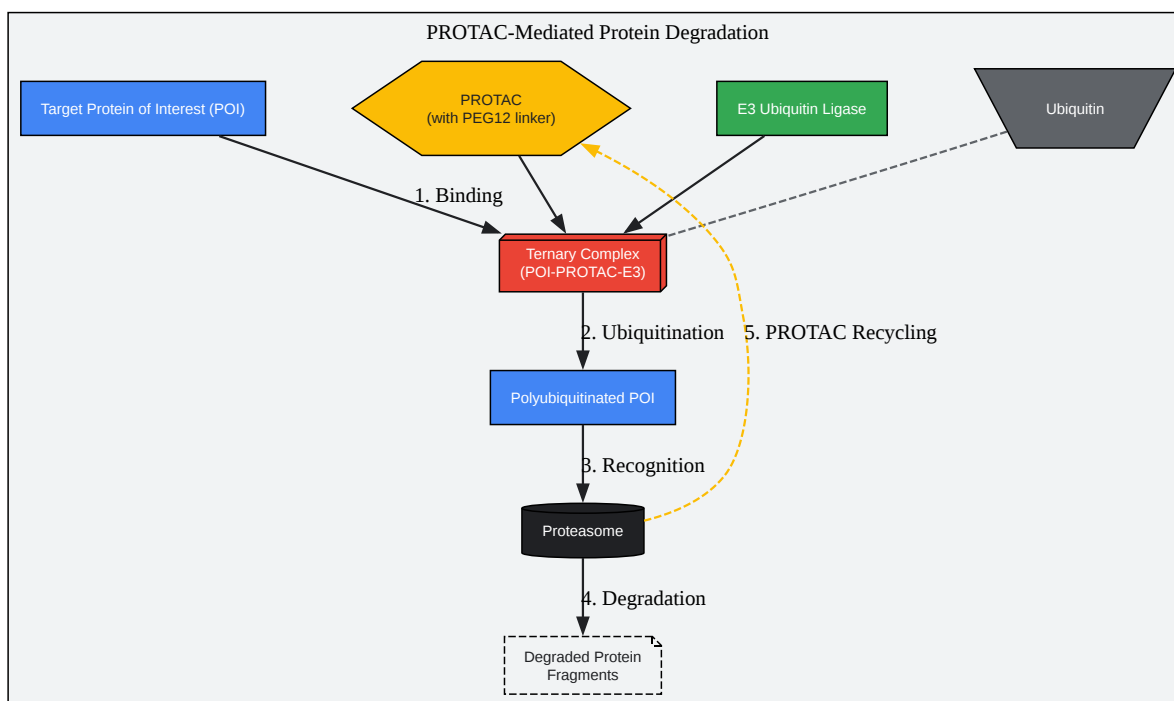 PROTAC-Mediated Protein Degradation
Target Protein of Interest (POI)
PROTAC
(with PEG12 linker)
E3 Ubiquitin Ligase
Ubiquitin
1. Binding
Ternary Complex
(POI-PROTAC-E3)
2. Ubiquitination
5. PROTAC Recycling
Polyubiquitinated POI
3. Recognition
Proteasome
4. Degradation
Degraded Protein
Fragments